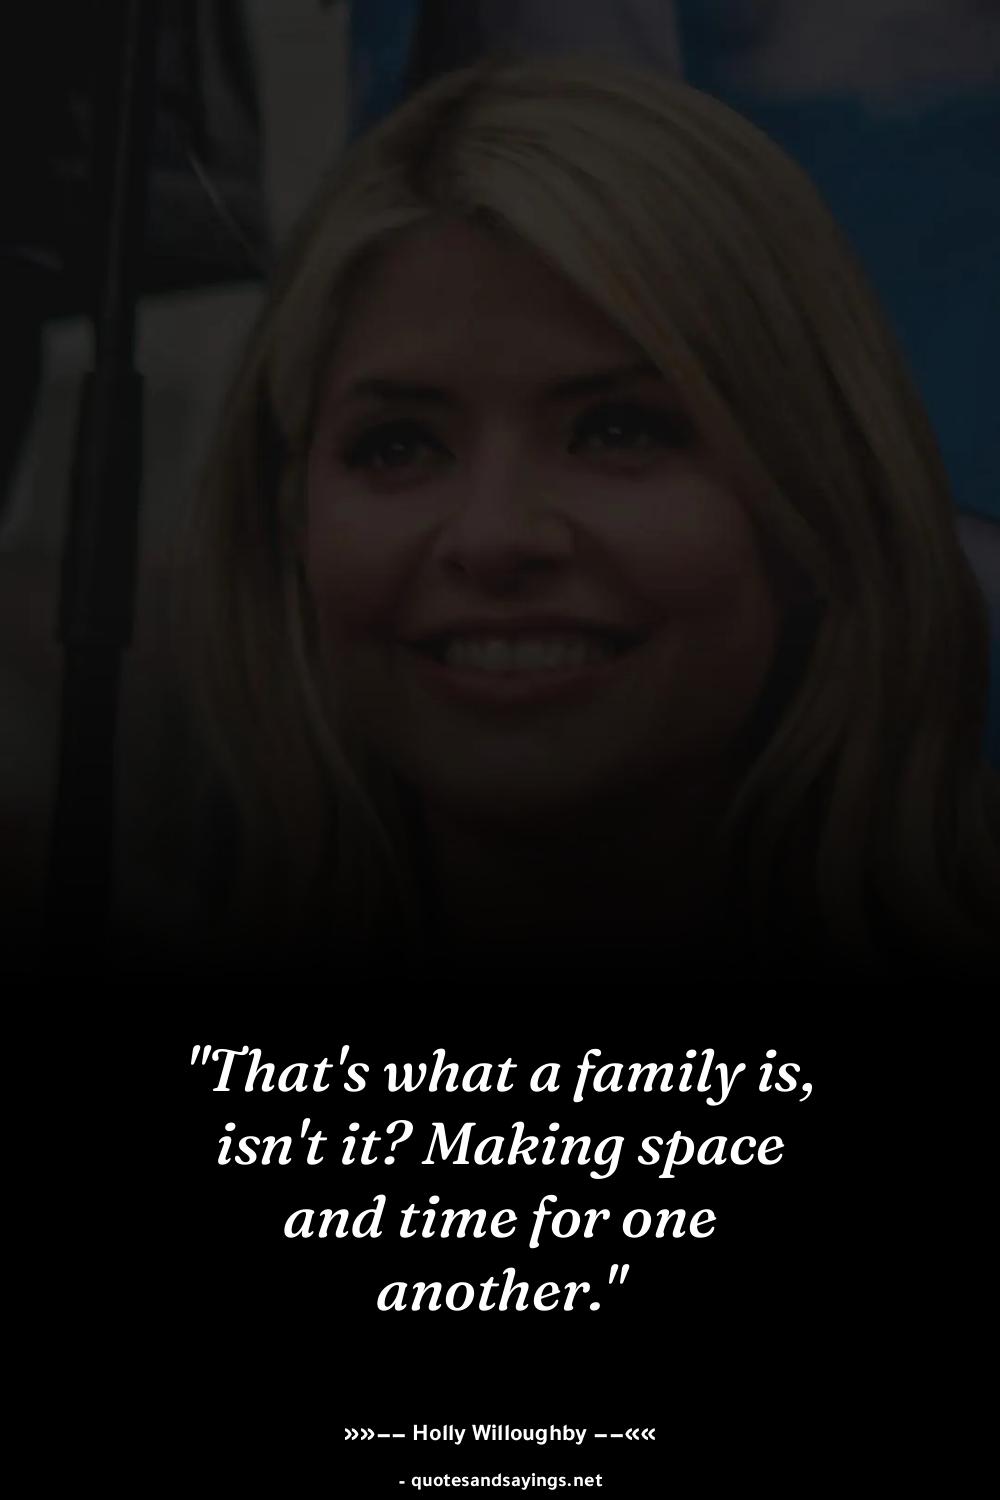 "That's what a family is,
isn't it? Making space
and time for one
another."
»»−− Holly Willoughby −−««
- quotesandsayings.net